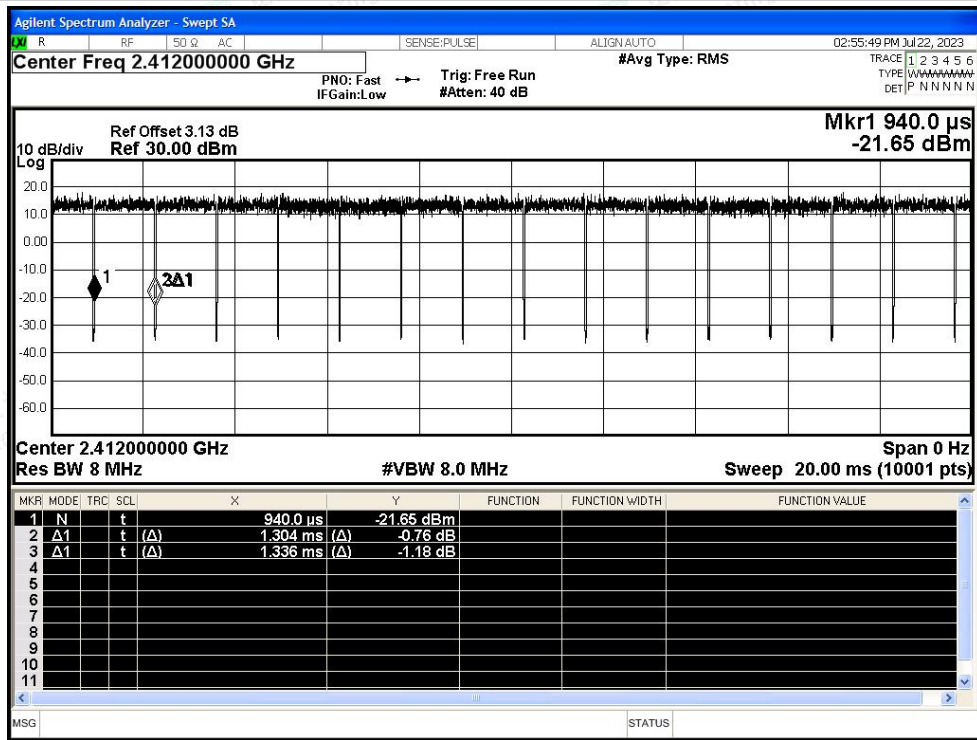 Agilent Spectrum Analyzer - Swept SA
LXI R RF 50 Ω AC SENSE:PULSE ALIGN AUTO 02:55:49 PM Jul 22, 2023
Center Freq 2.412000000 GHz
#Avg Type: RMS
TRACE 1 2 3 4 5 6
PNO: Fast Trig: Free Run
TYPE WWWWWW
IFGain:Low #Atten: 40 dB
DET P N N N N N
Mkr1 940.0 µs
-21.65 dBm
Ref Offset 3.13 dB
10 dB/div Ref 30.00 dBm
Log
20.0
10.0
0.00
-10.0
1
3Δ1
-20.0
-30.0
-40.0
-50.0
-60.0
Center 2.412000000 GHz Span 0 Hz
Res BW 8 MHz #VBW 8.0 MHz Sweep 20.00 ms (10001 pts)
MKR MODE TRC SCL X Y FUNCTION FUNCTION WIDTH FUNCTION VALUE
1 N t 940.0 µs -21.65 dBm
2 Δ1 t (Δ) 1.304 ms (Δ) -0.76 dB
3 Δ1 t (Δ) 1.336 ms (Δ) -1.18 dB
4
5
6
7
8
9
10
11
MSG STATUS